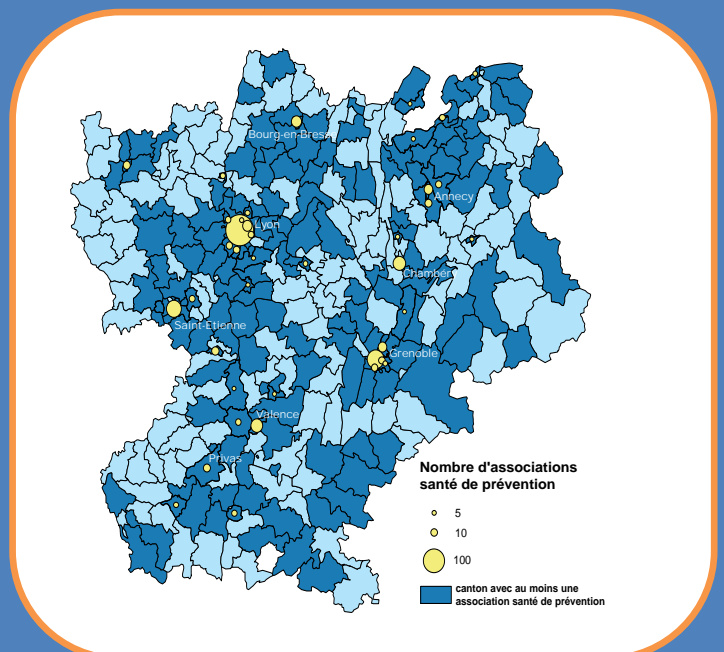 Bourg-en-Bresse
Annecy
Lyon
Chambéry
Saint-Etienne
Grenoble
Valence
Privas
Nombre d'associations
santé de prévention
5
10
100
canton avec au moins une
association santé de prévention